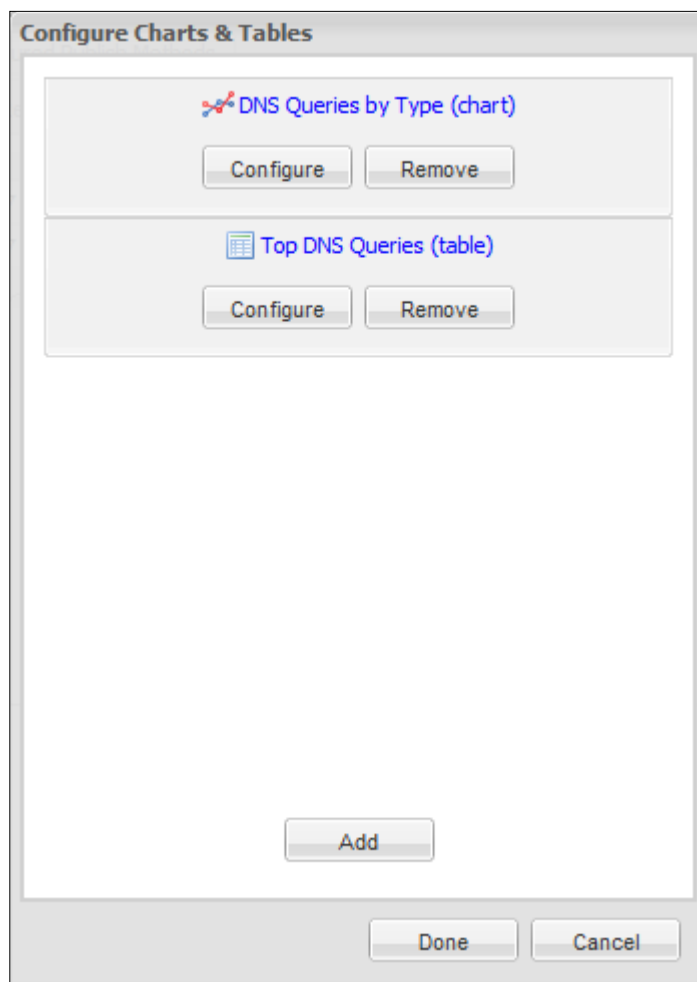 Configure Charts & Tables
DNS Queries by Type (chart)
Configure Remove
Top DNS Queries (table)
Configure Remove
Add
Done Cancel